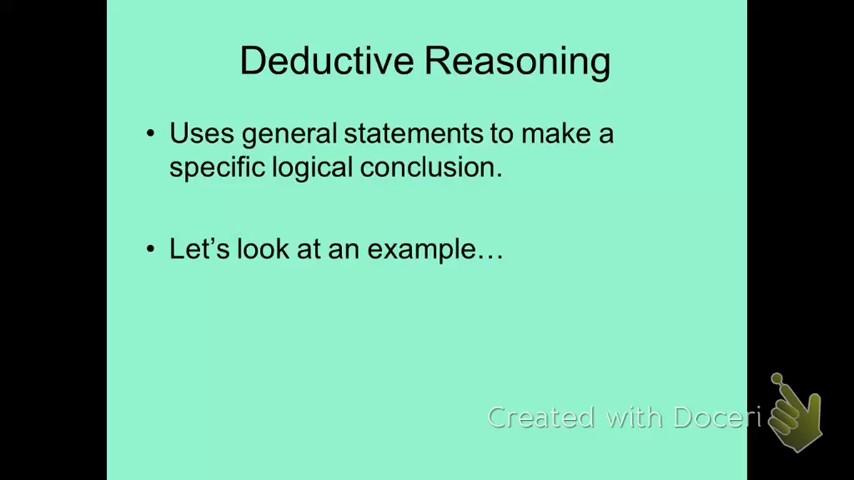 Deductive Reasoning
• Uses general statements to make a
specific logical conclusion.
• Let’s look at an example…
Created with Doceri